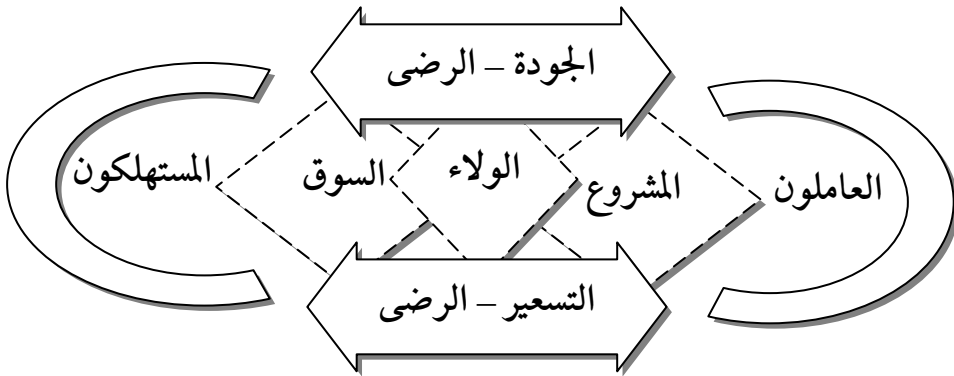 الجودة – الرضى
العاملون
المشروع
الولاء
السوق
المستهلكون
التسعير – الرضى